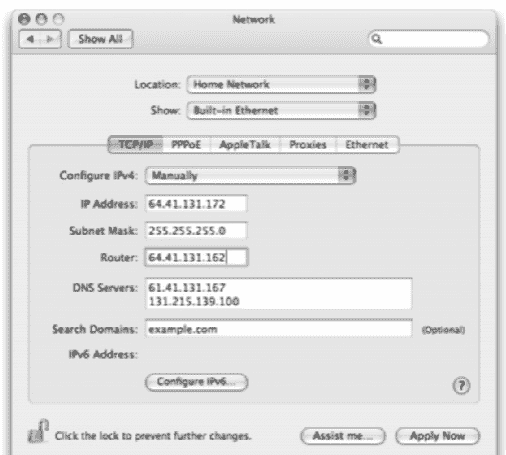 Network
Show All
Location: Home Network
Show: Built-in Ethernet
TCP/IP PPPoE AppleTalk Proxies Ethernet
Configure IPv4: Manually
IP Address: 64.41.131.172
Subnet Mask: 255.255.255.0
Router: 64.41.131.162
DNS Servers: 61.41.131.167
131.215.139.100
Search Domains: example.com (Optional)
IPv6 Address:
Configure IPv6...
?
Click the lock to prevent further changes. Assist me... Apply Now